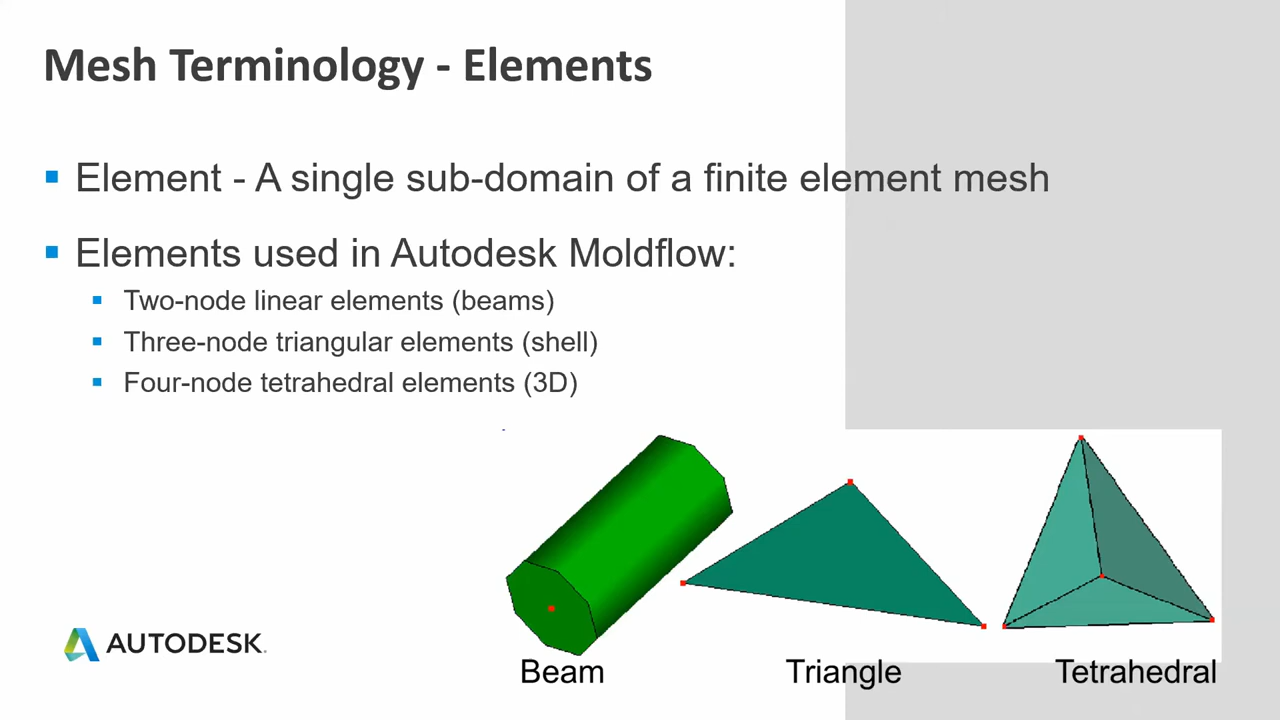 Mesh Terminology - Elements
▪ Element - A single sub-domain of a finite element mesh
▪ Elements used in Autodesk Moldflow:
▪ Two-node linear elements (beams)
▪ Three-node triangular elements (shell)
▪ Four-node tetrahedral elements (3D)
AUTODESK.
Beam Triangle Tetrahedral